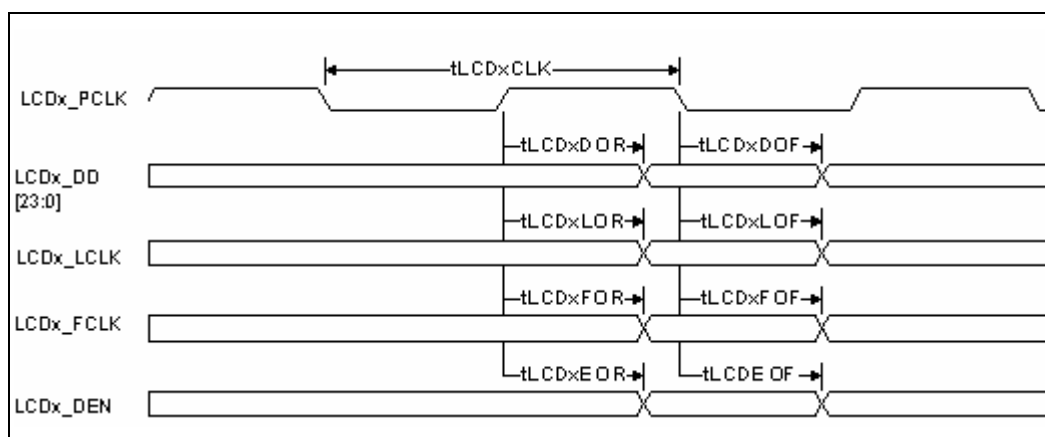 tLCDxCLK
LCDx_PCLK
tLCDxDOR tLCDxDOF
LCDx_DD
[23:0]
tLCDxLOR tLCDxLOF
LCDx_LCLK
tLCDxFOR tLCDxFOF
LCDx_FCLK
tLCDxEOR tLCDEOF
LCDx_DEN